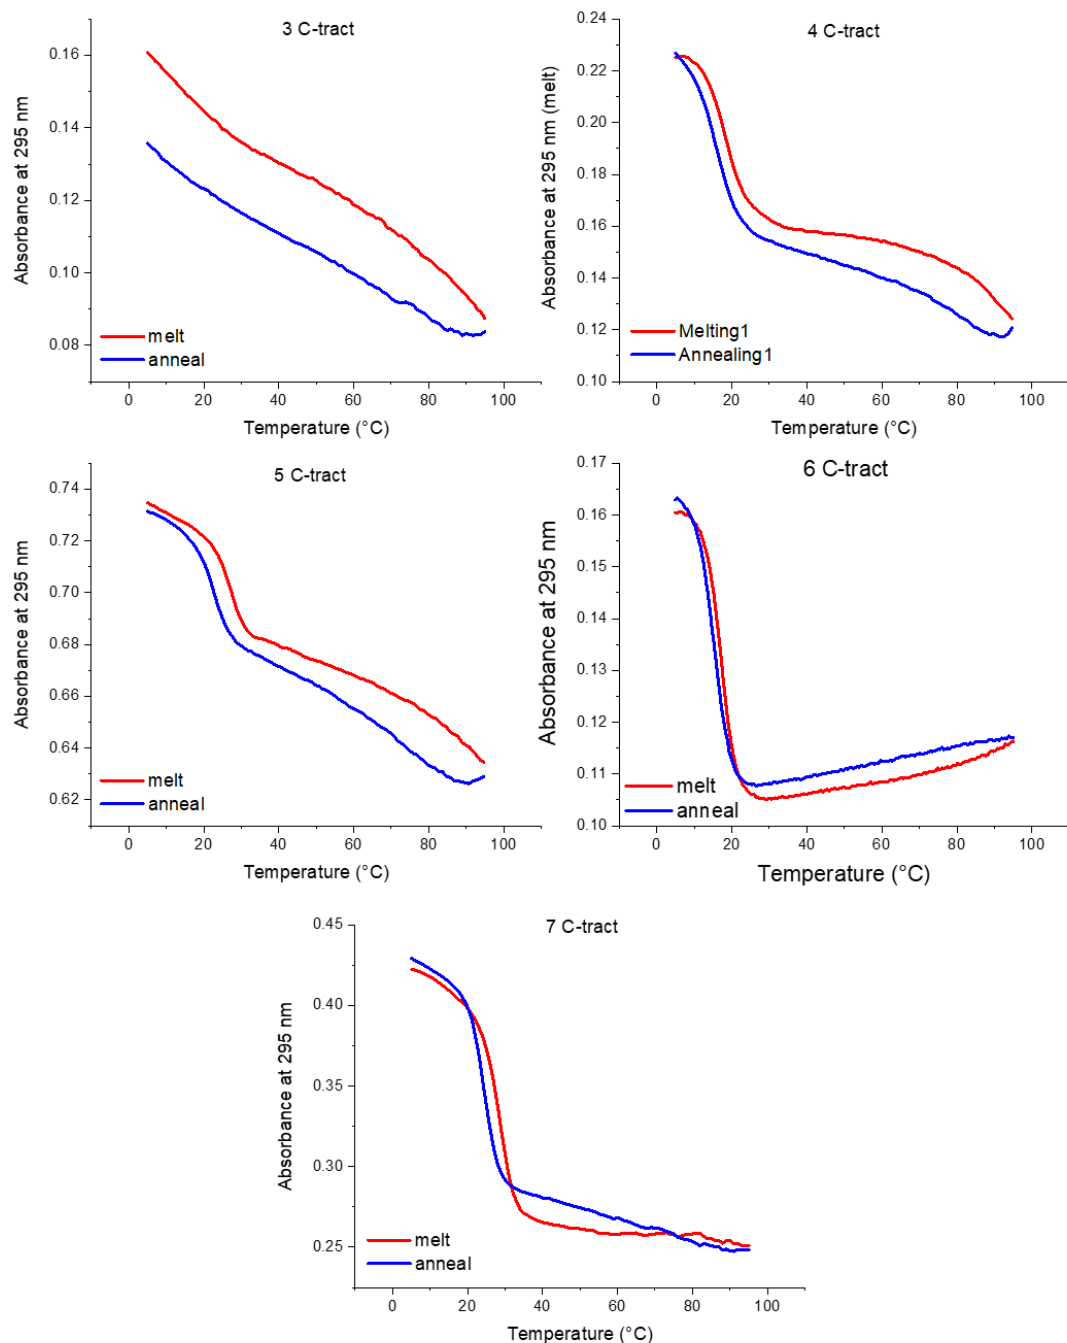 3 C-tract
Absorbance at 295 nm
0.16
0.14
0.12
0.10
0.08
melt
anneal
0 20 40 60 80 100
Temperature (°C)
4 C-tract
Absorbance at 295 nm (melt)
0.24
0.22
0.20
0.18
0.16
0.14
0.12
0.10
Melting1
Annealing1
0 20 40 60 80 100
Temperature (°C)
5 C-tract
Absorbance at 295 nm
0.74
0.72
0.70
0.68
0.66
0.64
0.62
melt
anneal
0 20 40 60 80 100
Temperature (°C)
6 C-tract
Absorbance at 295 nm
0.17
0.16
0.15
0.14
0.13
0.12
0.11
0.10
melt
anneal
0 20 40 60 80 100
Temperature (°C)
7 C-tract
Absorbance at 295 nm
0.45
0.40
0.35
0.30
0.25
melt
anneal
0 20 40 60 80 100
Temperature (°C)